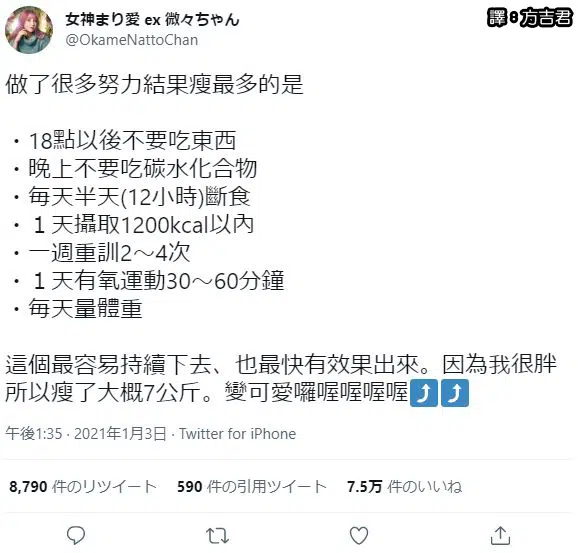 女神まり愛 ex 微々ちゃん
譯:方吉君
@OkameNattoChan
做了很多努力結果瘦最多的是
・18點以後不要吃東西
・晚上不要吃碳水化合物
・每天半天(12小時)斷食
・１天攝取1200kcal以內
・一週重訓2～4次
・１天有氧運動30～60分鐘
・每天量體重
這個最容易持續下去、也最快有效果出來。因為我很胖
所以瘦了大概7公斤。變可愛囉喔喔喔喔⤴️⤴️
午後1:35 · 2021年1月3日 · Twitter for iPhone
8,790 件のリツイート 590 件の引用ツイート 7.5万 件のいいね